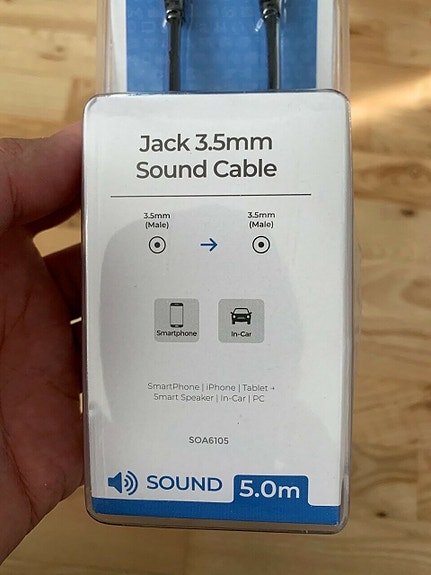 Jack 3.5mm
Sound Cable
3.5mm
(Male)
3.5mm
(Male)
Smartphone
In-Car
SmartPhone | iPhone | Tablet →
Smart Speaker | In-Car | PC
SOA6105
SOUND
5.0m